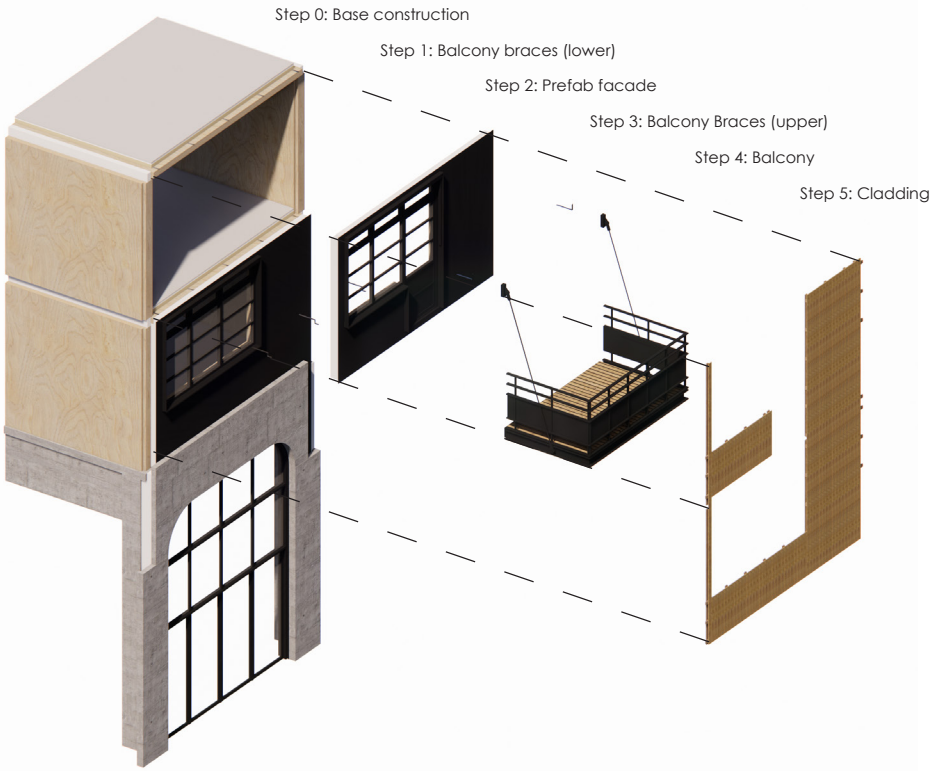 Step 0: Base construction
Step 1: Balcony braces (lower)
Step 2: Prefab facade
Step 3: Balcony Braces (upper)
Step 4: Balcony
Step 5: Cladding